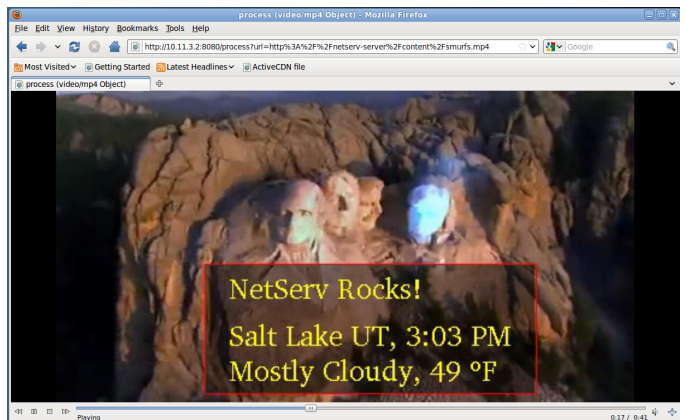 process (video/mp4 Object) - Mozilla Firefox
File Edit View History Bookmarks Tools Help
http://10.11.3.2:8080/process?url=http%3A%2F%2Fnetserv-server%2Fcontent%2Fsmurfs.mp4 Google
Most Visited Getting Started Latest Headlines ActiveCDN file
process (video/mp4 Object)
NetServ Rocks!
Salt Lake UT, 3:03 PM
Mostly Cloudy, 49 ºF
Playing 0:17 / 0:41